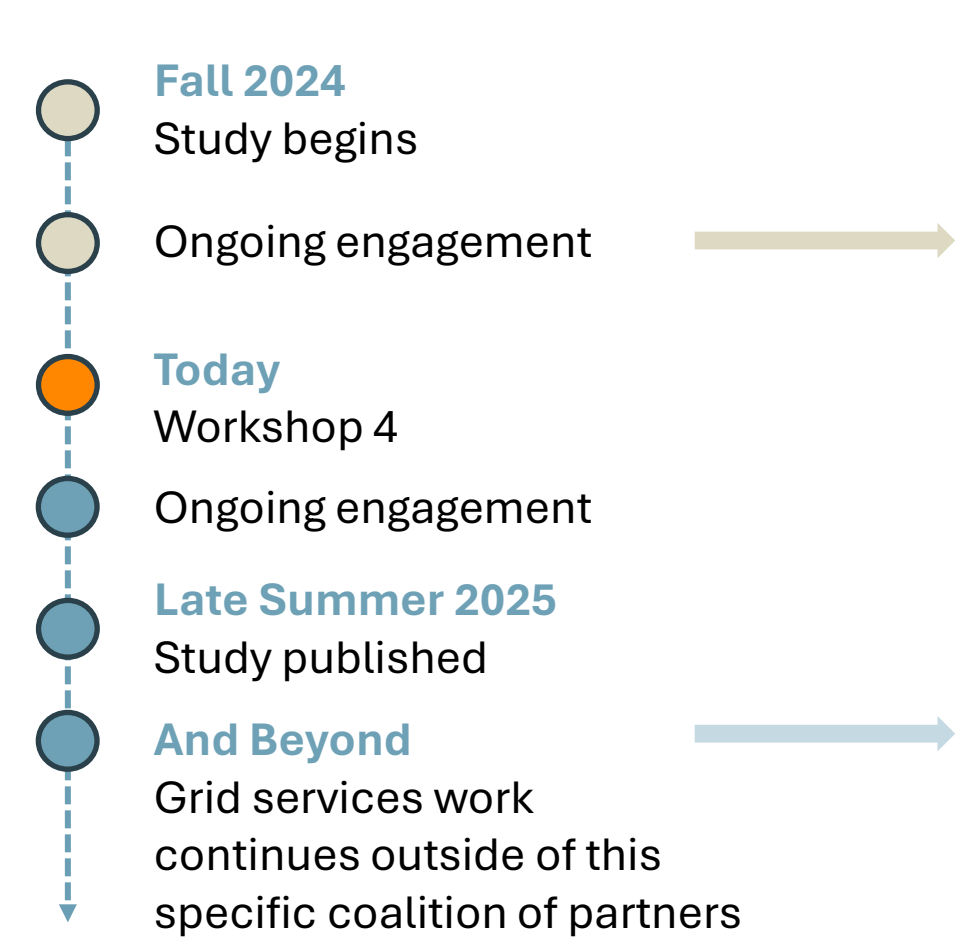 Fall 2024
Study begins
Ongoing engagement
Today
Workshop 4
Ongoing engagement
Late Summer 2025
Study published
And Beyond
Grid services work
continues outside of this
specific coalition of partners